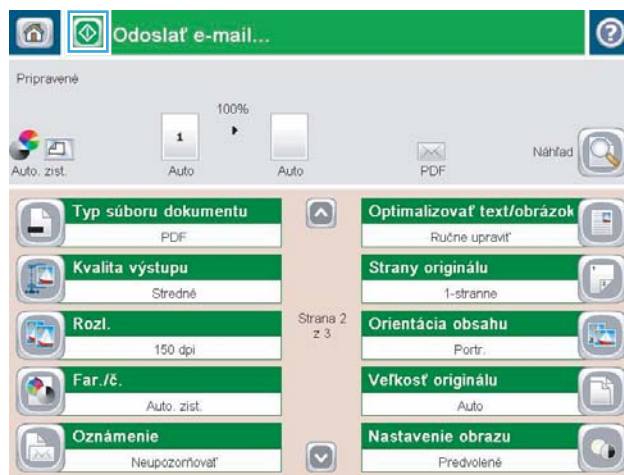 Odoslať e-mail...
Pripravené
100%
1
Auto. zist.
Auto
Auto
PDF
Náhľad
Typ súboru dokumentu
PDF
Kvalita výstupu
Stredné
Rozl.
150 dpi
Far./č.
Auto. zist.
Oznámenie
Neupozorňovať
Strana 2
z 3
Optimalizovať text/obrázok
Ručne upraviť
Strany originálu
1-stranne
Orientácia obsahu
Portr.
Veľkosť originálu
Auto
Nastavenie obrazu
Predvolené